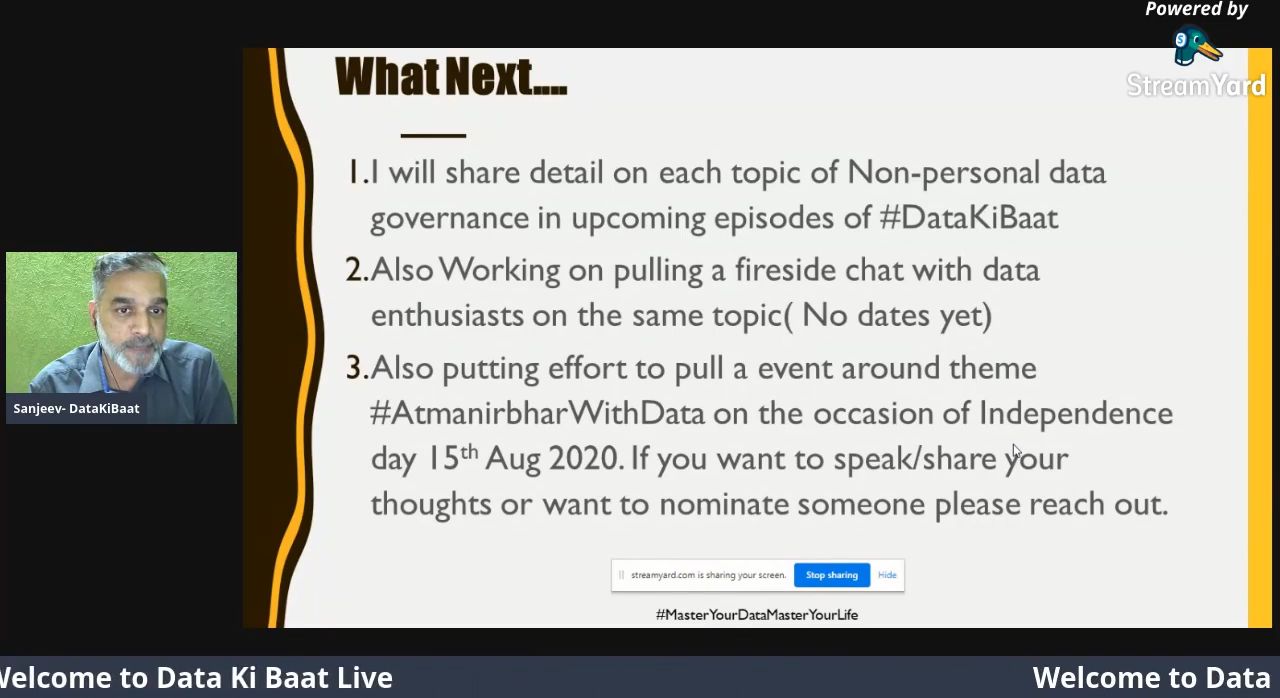 Powered by
StreamYard
What Next....
1.I will share detail on each topic of Non-personal data
governance in upcoming episodes of #DataKiBaat
2.Also Working on pulling a fireside chat with data
enthusiasts on the same topic( No dates yet)
3.Also putting effort to pull a event around theme
#AtmanirbharWithData on the occasion of Independence
day 15th Aug 2020. If you want to speak/share your
thoughts or want to nominate someone please reach out.
Sanjeev- DataKiBaat
streamyard.com is sharing your screen. Stop sharing Hide
#MasterYourDataMasterYourLife
Welcome to Data Ki Baat Live Welcome to Data